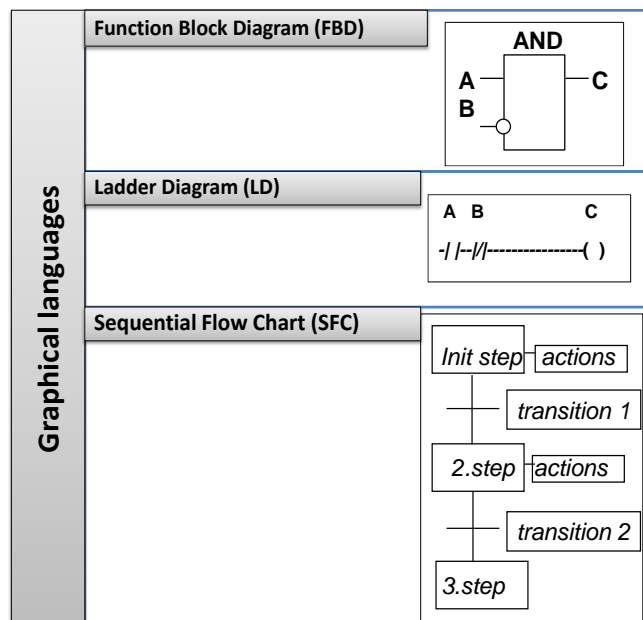 Graphical languages
Function Block Diagram (FBD)
AND
A
C
B
Ladder Diagram (LD)
A B C
-| |--|/|----------------( )
Sequential Flow Chart (SFC)
Init step
actions
transition 1
2.step
actions
transition 2
3.step